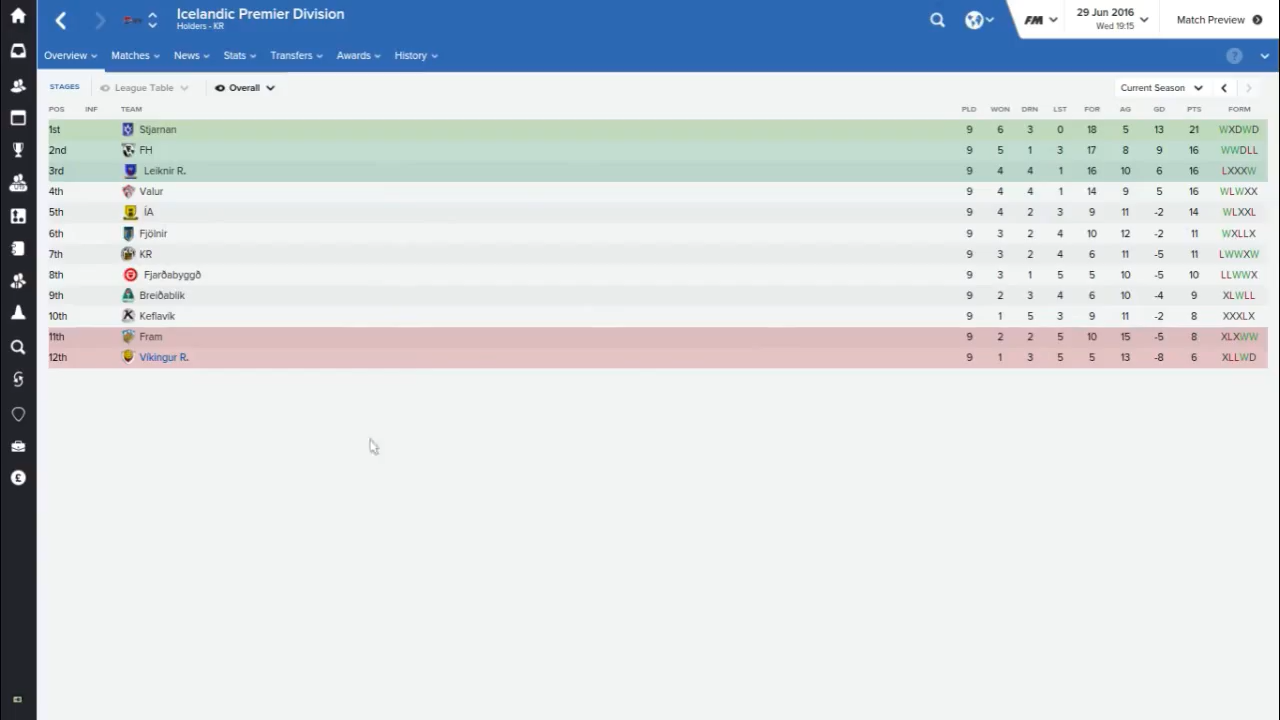 Icelandic Premier Division
Holders - KR
FM
29 Jun 2016
Wed 19:15
Match Preview
Overview Matches News Stats Transfers Awards History
STAGES League Table Overall Current Season
POS INF TEAM PLD WON DRN LST FOR AG GD PTS FORM
1st Stjarnan 9 6 3 0 18 5 13 21 WXDWD
2nd FH 9 5 1 3 17 8 9 16 WWDLL
3rd Leiknir R. 9 4 4 1 16 10 6 16 LXXXW
4th Valur 9 4 4 1 14 9 5 16 WLWXX
5th ÍA 9 4 2 3 9 11 -2 14 WLXXL
6th Fjölnir 9 3 2 4 10 12 -2 11 WXLLX
7th KR 9 3 2 4 6 11 -5 11 LWWXW
8th Fjarðabyggð 9 3 1 5 5 10 -5 10 LLWWX
9th Breiðablik 9 2 3 4 6 10 -4 9 XLWLL
10th Keflavík 9 1 5 3 9 11 -2 8 XXXLX
11th Fram 9 2 2 5 10 15 -5 8 XLXWW
12th Víkingur R. 9 1 3 5 5 13 -8 6 XLLWD